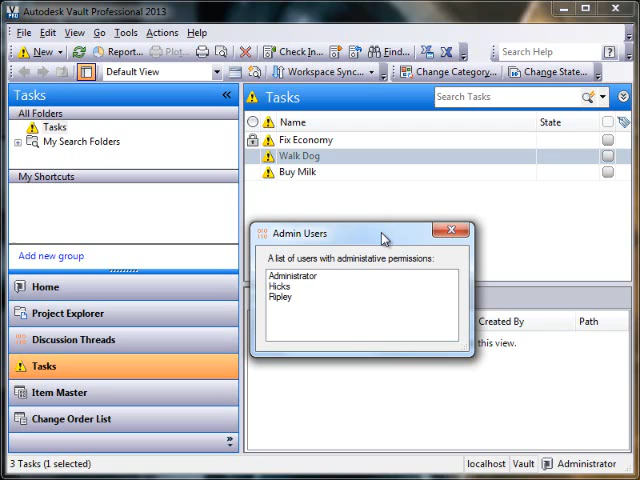 Autodesk Vault Professional 2013
File Edit View Go Tools Actions Help
New Report... Plot... Check In... Find... Search Help
Default View Workspace Sync... Change Category... Change State...
Tasks
All Folders
Tasks
My Search Folders
My Shortcuts
Add new group
Home
Project Explorer
Discussion Threads
Tasks
Item Master
Change Order List
Tasks Search Tasks
Name State
Fix Economy
Walk Dog
Buy Milk
Admin Users
A list of users with administative permissions:
Administrator
Hicks
Ripley
Created By Path
this view.
3 Tasks (1 selected) localhost Vault Administrator